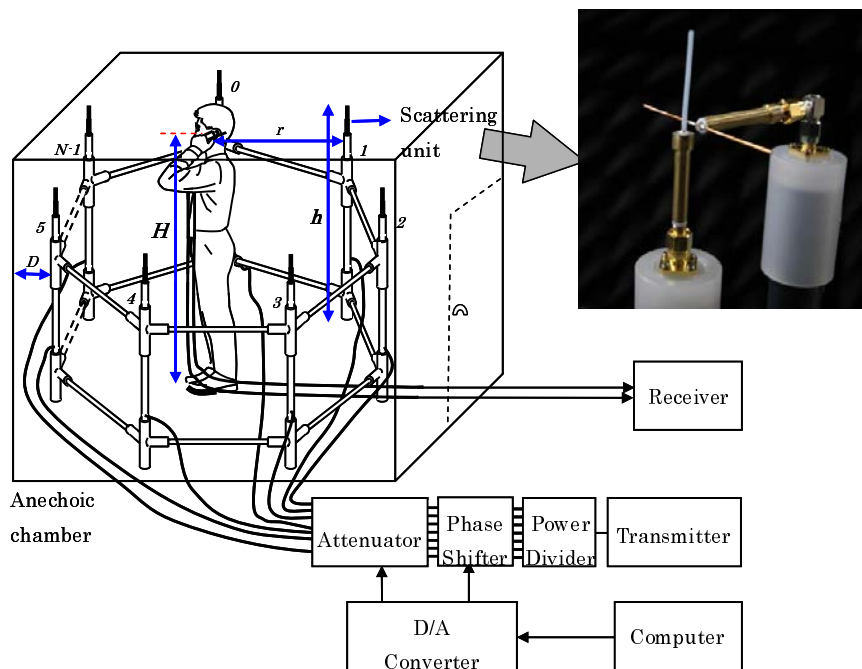 0
Scattering
unit
r
N-1
1
5
2
H
h
D
4
3
Receiver
Anechoic
chamber
Attenuator
Phase
Shifter
Power
Divider
Transmitter
D/A
Converter
Computer